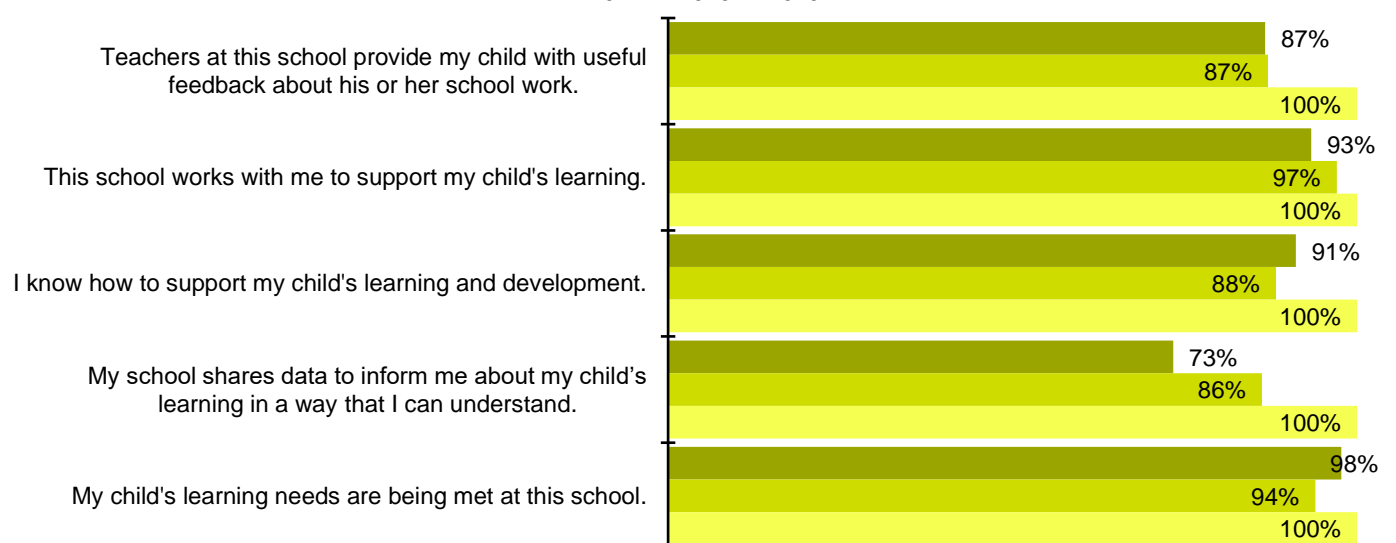 Teachers at this school provide my child with useful
feedback about his or her school work.
87%
87%
100%
This school works with me to support my child's learning.
93%
97%
100%
I know how to support my child's learning and development.
91%
88%
100%
My school shares data to inform me about my child’s
learning in a way that I can understand.
73%
86%
100%
My child's learning needs are being met at this school.
98%
94%
100%